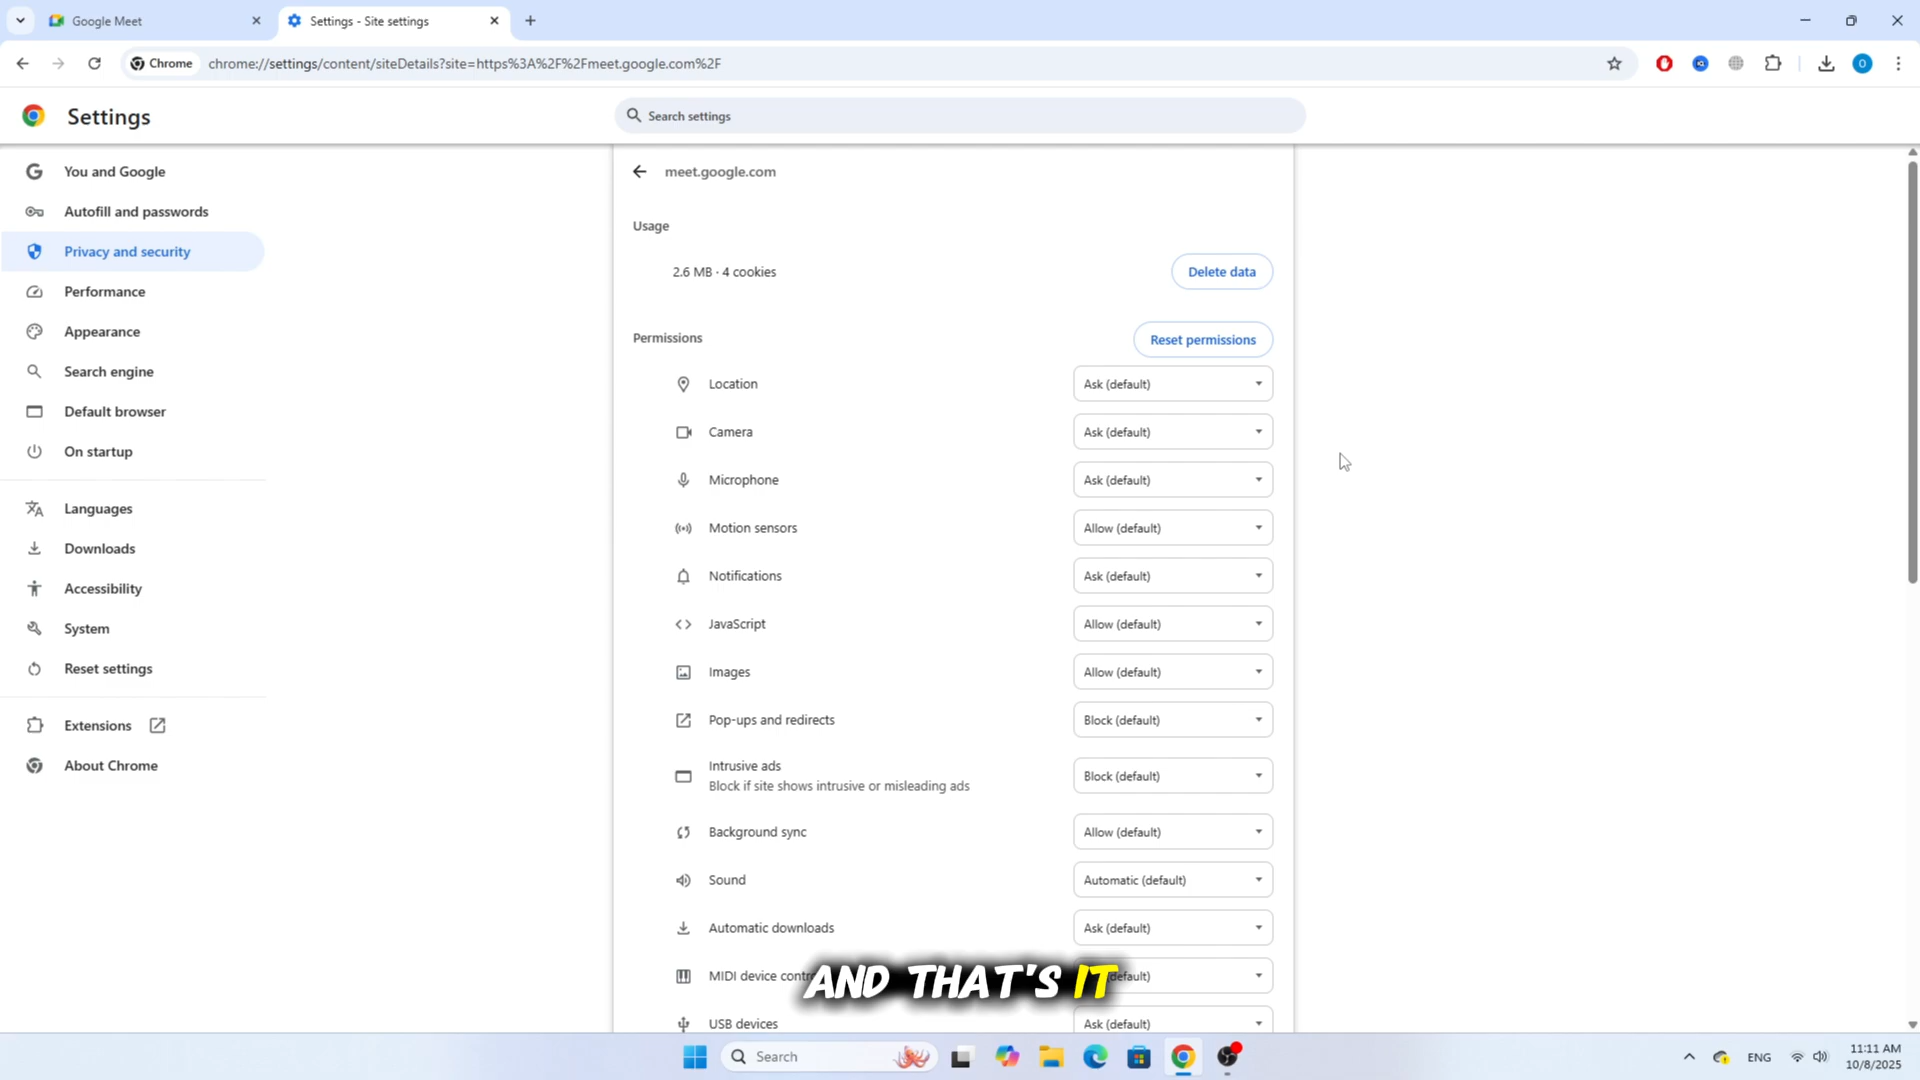 Google Meet
Settings - Site settings
Chrome
chrome://settings/content/siteDetails?site=https%3A%2F%2Fmeet.google.com%2F
O
Settings
Search settings
You and Google
Autofill and passwords
Privacy and security
Performance
Appearance
Search engine
Default browser
On startup
Languages
Downloads
Accessibility
System
Reset settings
Extensions
About Chrome
meet.google.com
Usage
2.6 MB · 4 cookies
Delete data
Permissions
Reset permissions
Location
Ask (default)
Camera
Ask (default)
Microphone
Ask (default)
Motion sensors
Allow (default)
Notifications
Ask (default)
JavaScript
Allow (default)
Images
Allow (default)
Pop-ups and redirects
Block (default)
Intrusive ads
Block if site shows intrusive or misleading ads
Block (default)
Background sync
Allow (default)
Sound
Automatic (default)
Automatic downloads
Ask (default)
MIDI device
AND THAT'S IT
USB devices
Ask (default)
Search
ENG
11:11 AM
10/8/2025